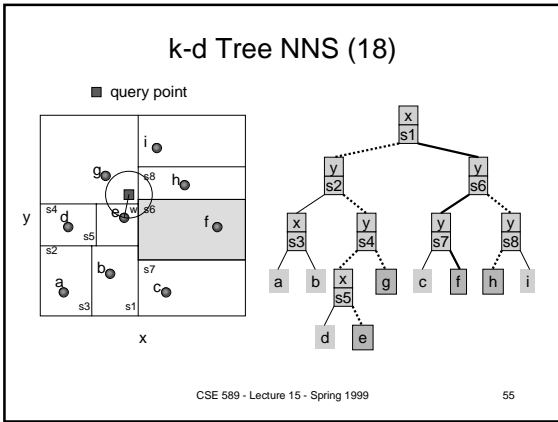 k-d Tree NNS (18)
query point
x
s1
y
s2
y
s6
x
s3
y
s4
y
s7
y
s8
a
b
x
s5
g
c
f
h
i
d
e
i
g
s8
h
w
s6
s4
d
e
f
y
s5
s2
b
s7
a
c
s3
s1
x
CSE 589 - Lecture 15 - Spring 1999
55